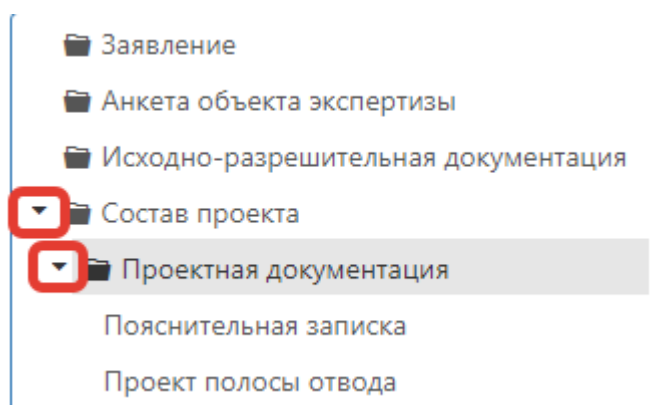 Заявление
Анкета объекта экспертизы
Исходно-разрешительная документация
Состав проекта
Проектная документация
Пояснительная записка
Проект полосы отвода